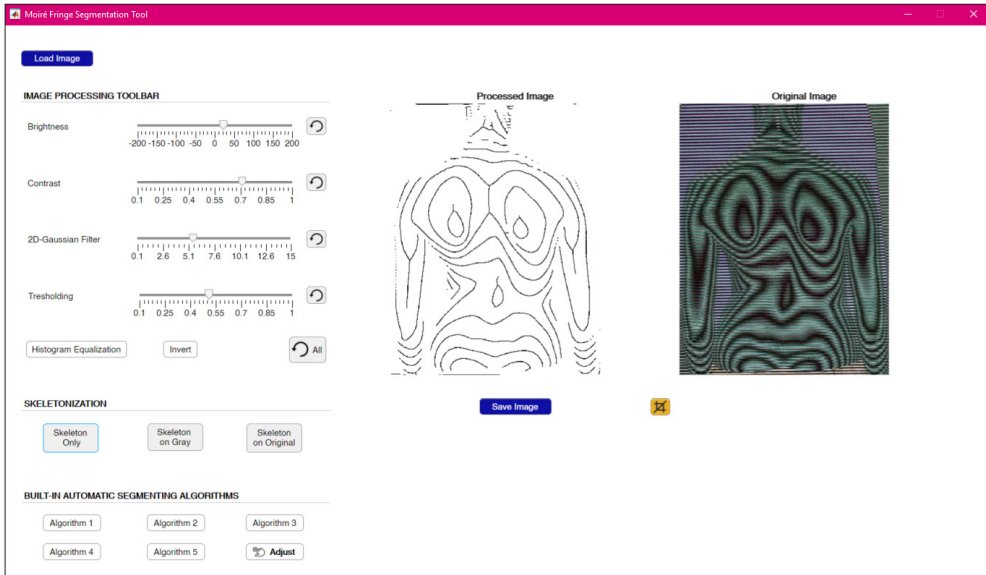 Moiré Fringe Segmentation Tool
Load Image
IMAGE PROCESSING TOOLBAR
Brightness
-200 -150 -100 -50 0 50 100 150 200
Contrast
0.1 0.25 0.4 0.55 0.7 0.85 1
2D-Gaussian Filter
0.1 2.6 5.1 7.6 10.1 12.6 15
Tresholding
0.1 0.25 0.4 0.55 0.7 0.85 1
Histogram Equalization
Invert
All
SKELETONIZATION
Skeleton
Only
Skeleton
on Gray
Skeleton
on Original
BUILT-IN AUTOMATIC SEGMENTING ALGORITHMS
Algorithm 1
Algorithm 2
Algorithm 3
Algorithm 4
Algorithm 5
Adjust
Processed Image
Original Image
Save Image